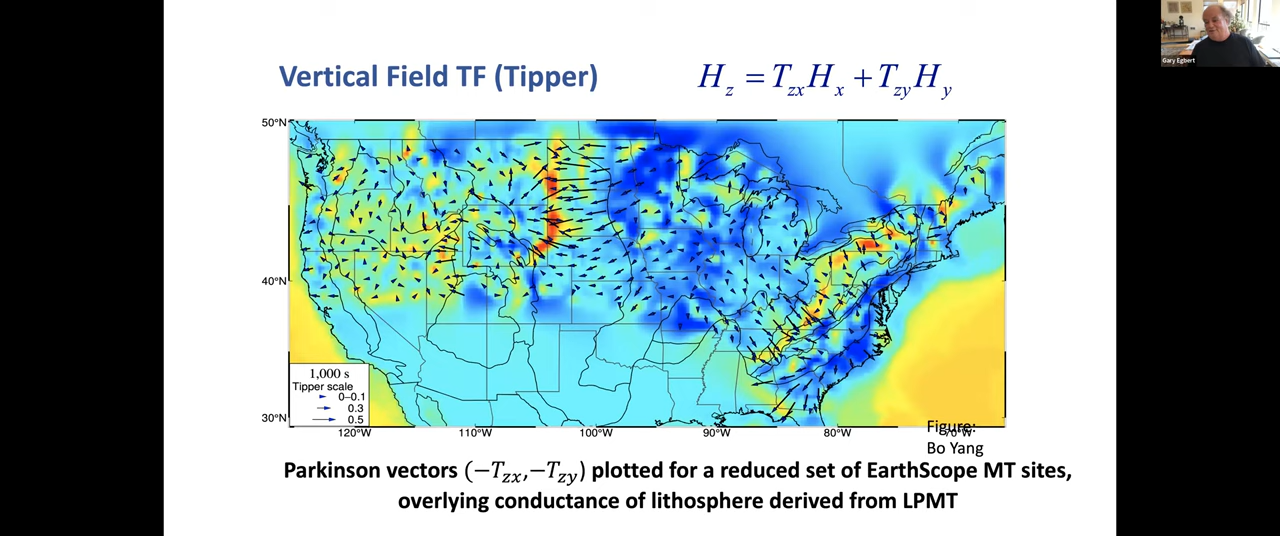 Gary Egbert
Vertical Field TF (Tipper)
H_z = T_zx H_x + T_zy H_y
50°N
40°N
30°N
1,000 s
Tipper scale
0–0.1
0.3
0.5
120°W 110°W 100°W 90°W 80°W 70°W
Figure:
Bo Yang
Parkinson vectors (−T_zx,−T_zy) plotted for a reduced set of EarthScope MT sites,
overlying conductance of lithosphere derived from LPMT